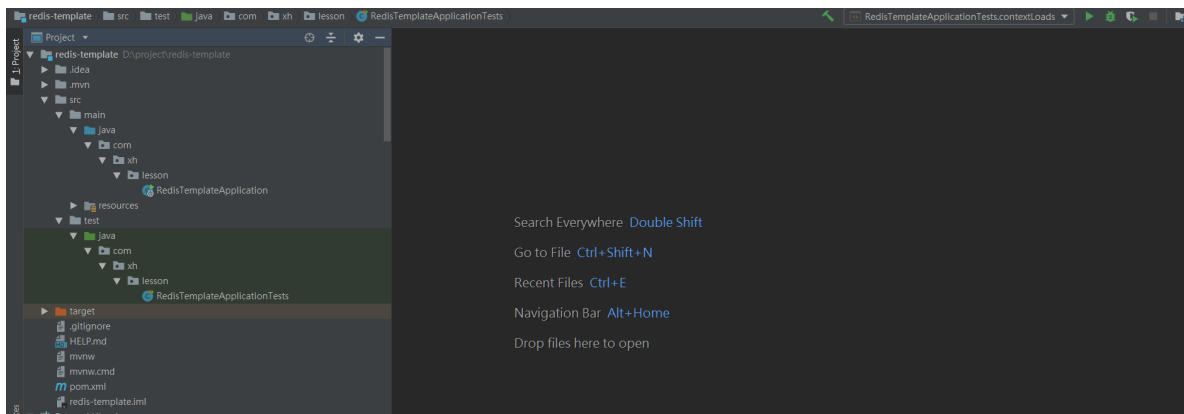 redis-template src test java com xh lesson RedisTemplateApplicationTests RedisTemplateApplicationTests.contextLoads
1: Project
Project
redis-template D:\project\redis-template
.idea
.mvn
src
main
java
com
xh
lesson
RedisTemplateApplication
resources
test
java
com
xh
lesson
RedisTemplateApplicationTests
target
.gitignore
HELP.md
mvnw
mvnw.cmd
pom.xml
redis-template.iml
Search Everywhere Double Shift
Go to File Ctrl+Shift+N
Recent Files Ctrl+E
Navigation Bar Alt+Home
Drop files here to open